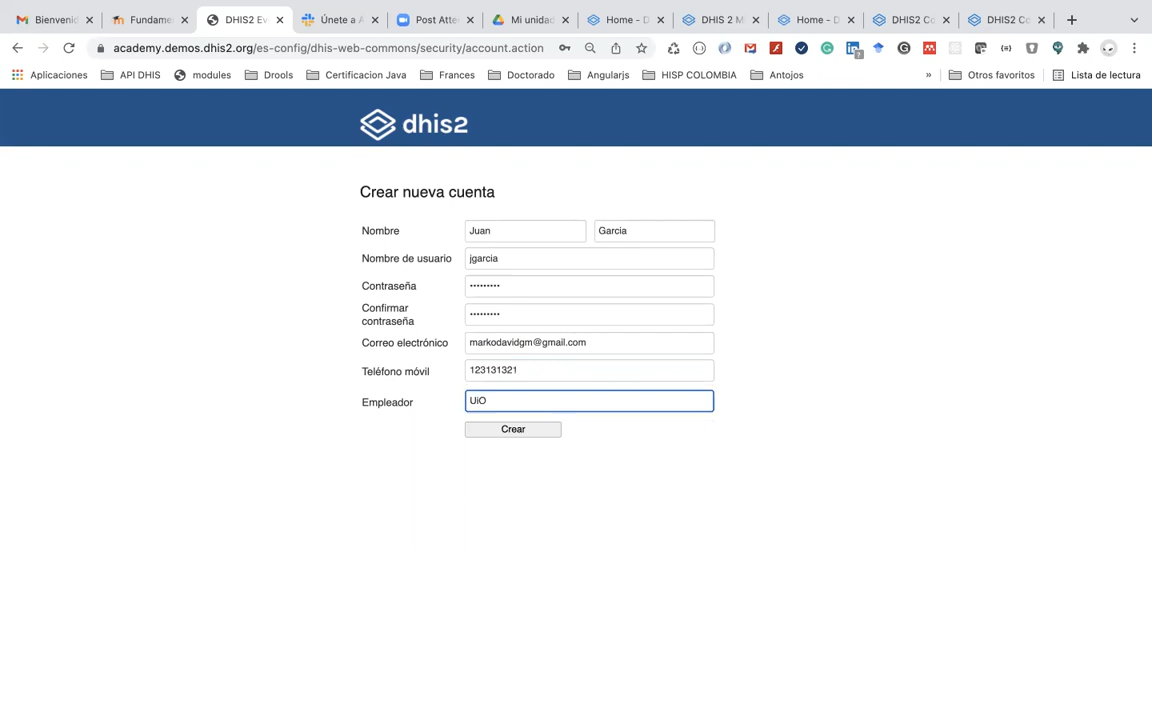 Bienvenid Fundame DHIS2 Ev Únete a A Post Atte Mi unidad Home - D DHIS 2 M Home - D DHIS2 Co DHIS2 Co
academy.demos.dhis2.org/es-config/dhis-web-commons/security/account.action
Aplicaciones API DHIS modules Drools Certificacion Java Frances Doctorado Angularjs HISP COLOMBIA Antojos » Otros favoritos Lista de lectura
dhis2
Crear nueva cuenta
Nombre Juan Garcia
Nombre de usuario jgarcia
Contraseña •••••••••
Confirmar
contraseña •••••••••
Correo electrónico markodavidgm@gmail.com
Teléfono móvil 123131321
Empleador UiO
Crear